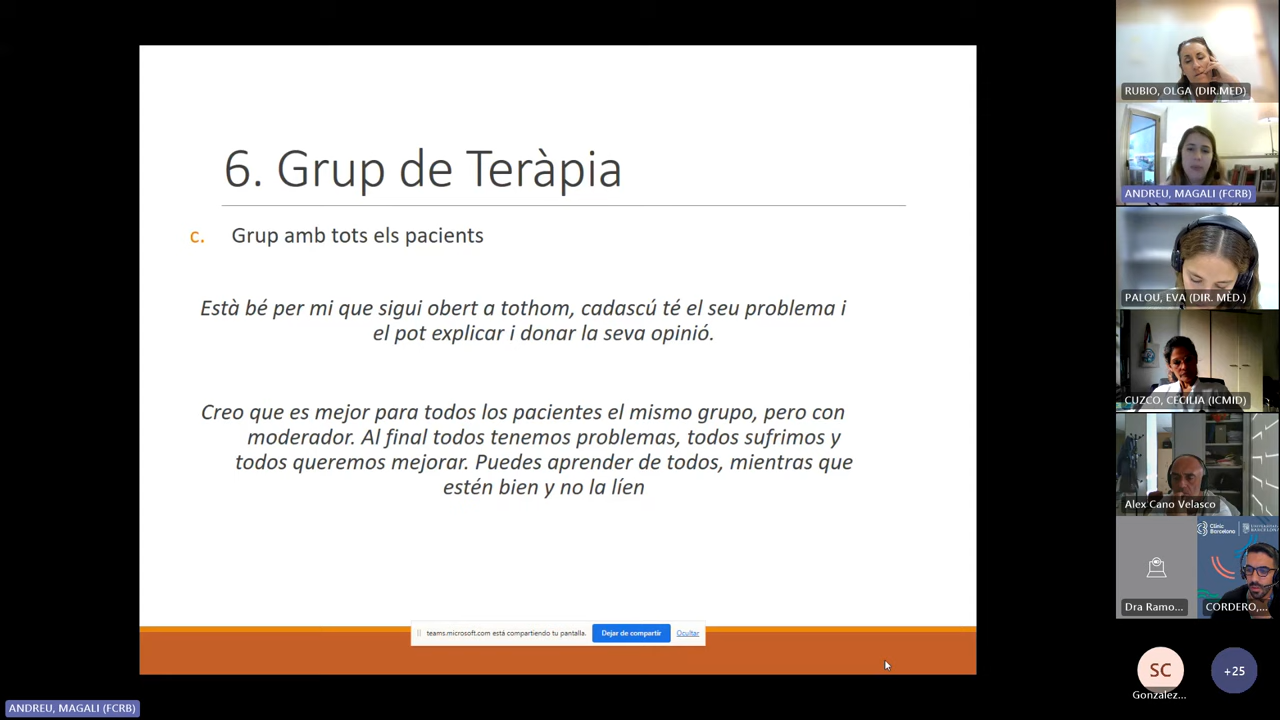 6. Grup de Teràpia
c. Grup amb tots els pacients
Està bé per mi que sigui obert a tothom, cadascú té el seu problema i
el pot explicar i donar la seva opinió.
Creo que es mejor para todos los pacientes el mismo grupo, pero con
moderador. Al final todos tenemos problemas, todos sufrimos y
todos queremos mejorar. Puedes aprender de todos, mientras que
estén bien y no la líen
teams.microsoft.com está compartiendo tu pantalla.
Dejar de compartir
Ocultar
RUBIO, OLGA (DIR.MED)
ANDREU, MAGALI (FCRB)
PALOU, EVA (DIR. MÈD.)
CUZCO, CECILIA (ICMID)
Alex Cano Velasco
Clínic
Barcelona
Dra Ramo...
CORDERO,...
SC
Gonzalez...
+25
ANDREU, MAGALI (FCRB)